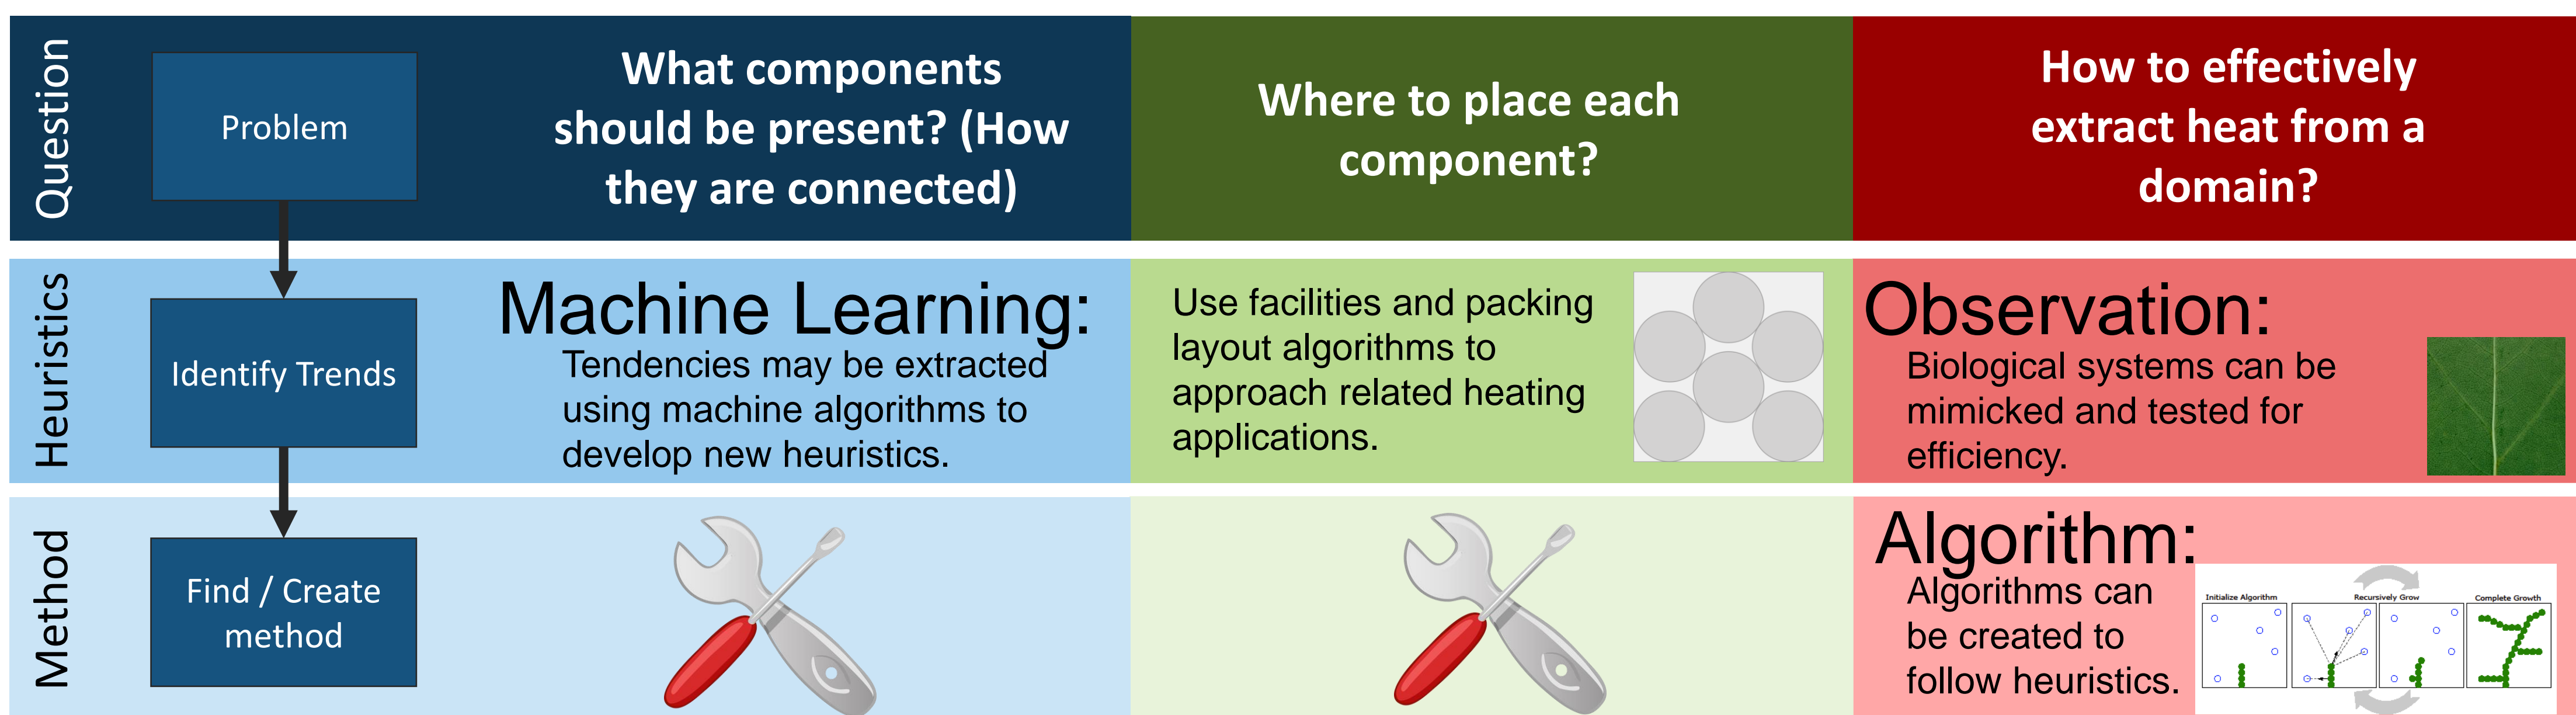 Question
Problem
What components
should be present? (How
they are connected)
Where to place each
component?
How to effectively
extract heat from a
domain?
Heuristics
Identify Trends
Machine Learning:
Tendencies may be extracted
using machine algorithms to
develop new heuristics.
Use facilities and packing
layout algorithms to
approach related heating
applications.
Observation:
Biological systems can be
mimicked and tested for
efficiency.
Method
Find / Create
method
Algorithm:
Algorithms can
be created to
follow heuristics.
Initialize Algorithm
Recursively Grow
Complete Growth